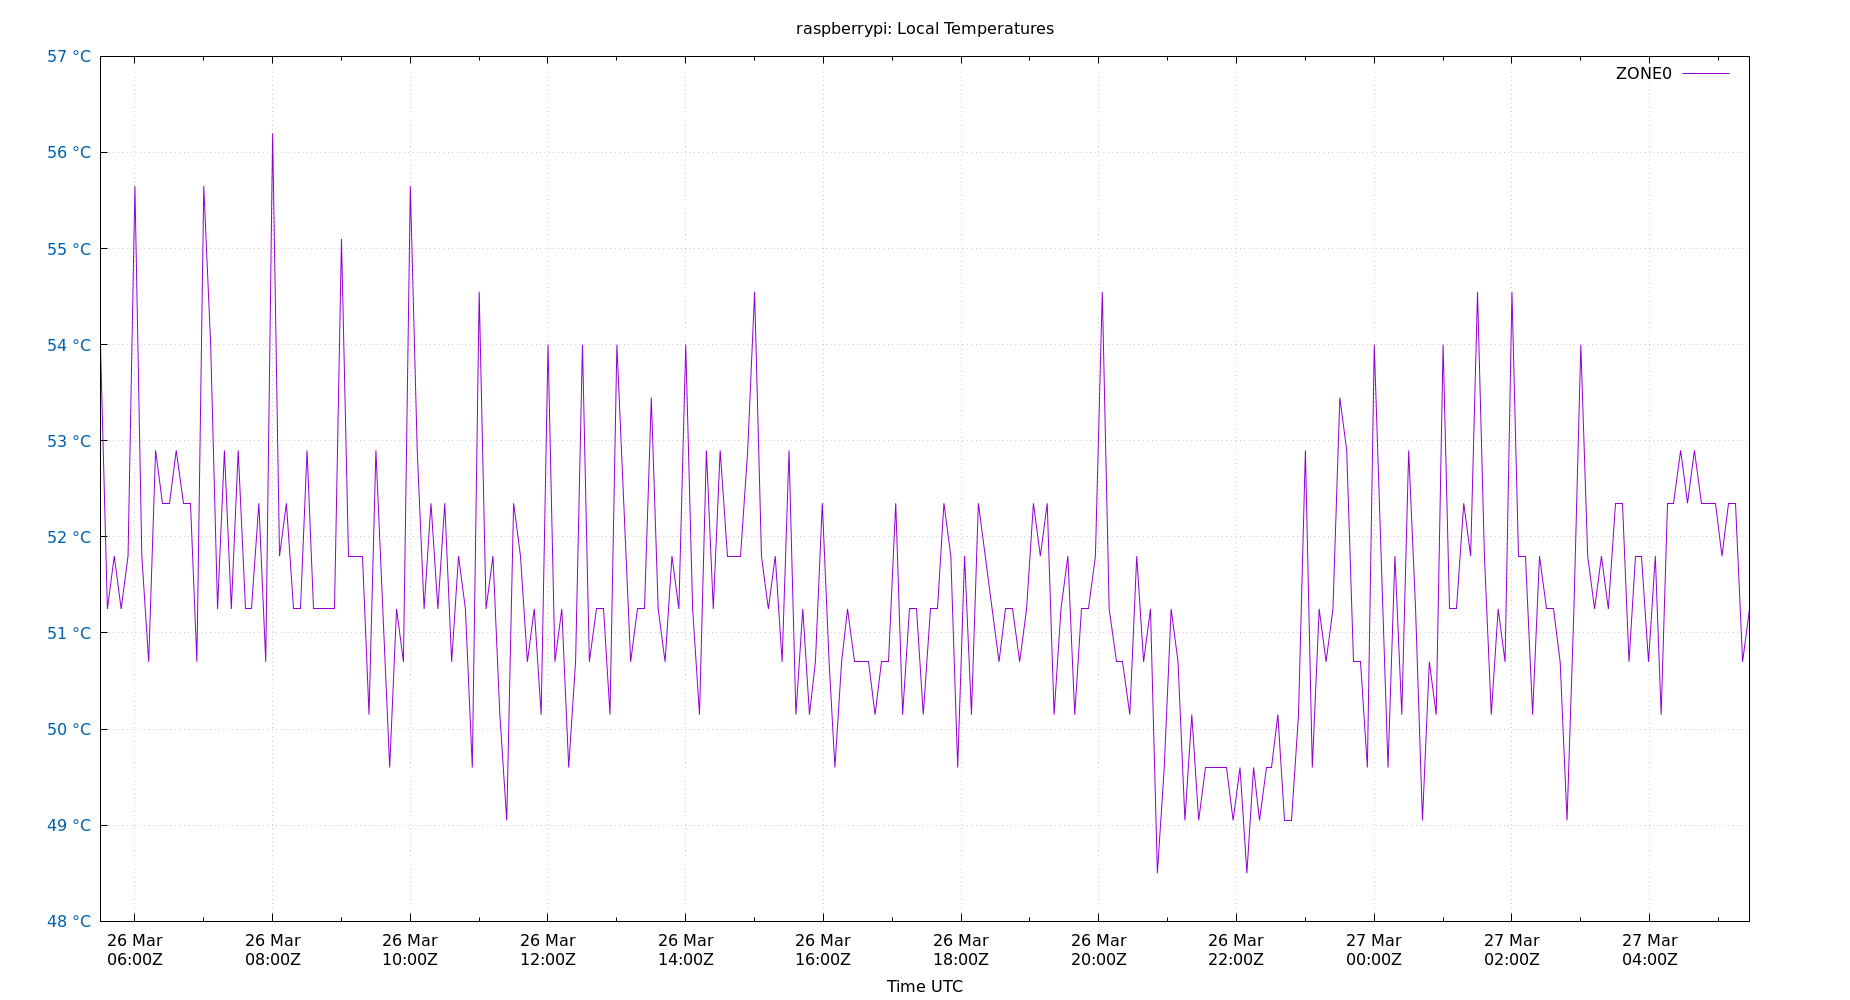 raspberrypi: Local Temperatures
57 °C
ZONE0
56 °C
55 °C
54 °C
53 °C
52 °C
51 °C
50 °C
49 °C
48 °C
26 Mar 26 Mar 26 Mar 26 Mar 26 Mar 26 Mar 26 Mar 26 Mar 26 Mar 27 Mar 27 Mar 27 Mar
06:00Z 08:00Z 10:00Z 12:00Z 14:00Z 16:00Z 18:00Z 20:00Z 22:00Z 00:00Z 02:00Z 04:00Z
Time UTC